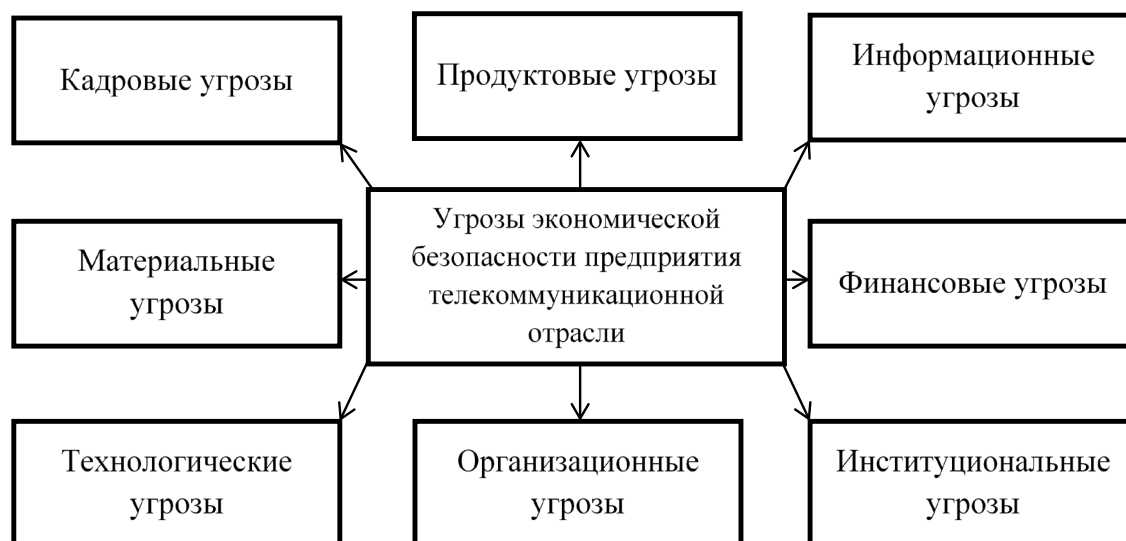 Кадровые угрозы
Продуктовые угрозы
Информационные
угрозы
Угрозы экономической
безопасности предприятия
телекоммуникационной
отрасли
Материальные
угрозы
Финансовые угрозы
Технологические
угрозы
Организационные
угрозы
Институциональные
угрозы